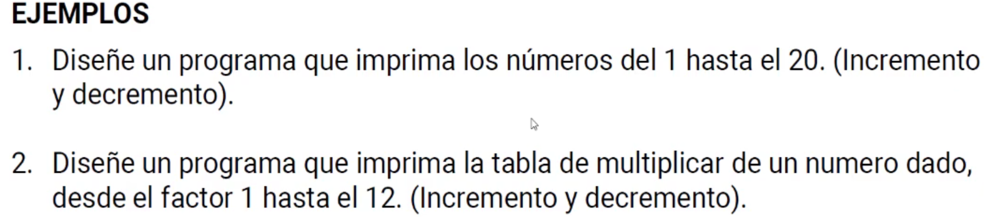 EJEMPLOS
1. Diseñe un programa que imprima los números del 1 hasta el 20. (Incremento
y decremento).
2. Diseñe un programa que imprima la tabla de multiplicar de un numero dado,
desde el factor 1 hasta el 12. (Incremento y decremento).